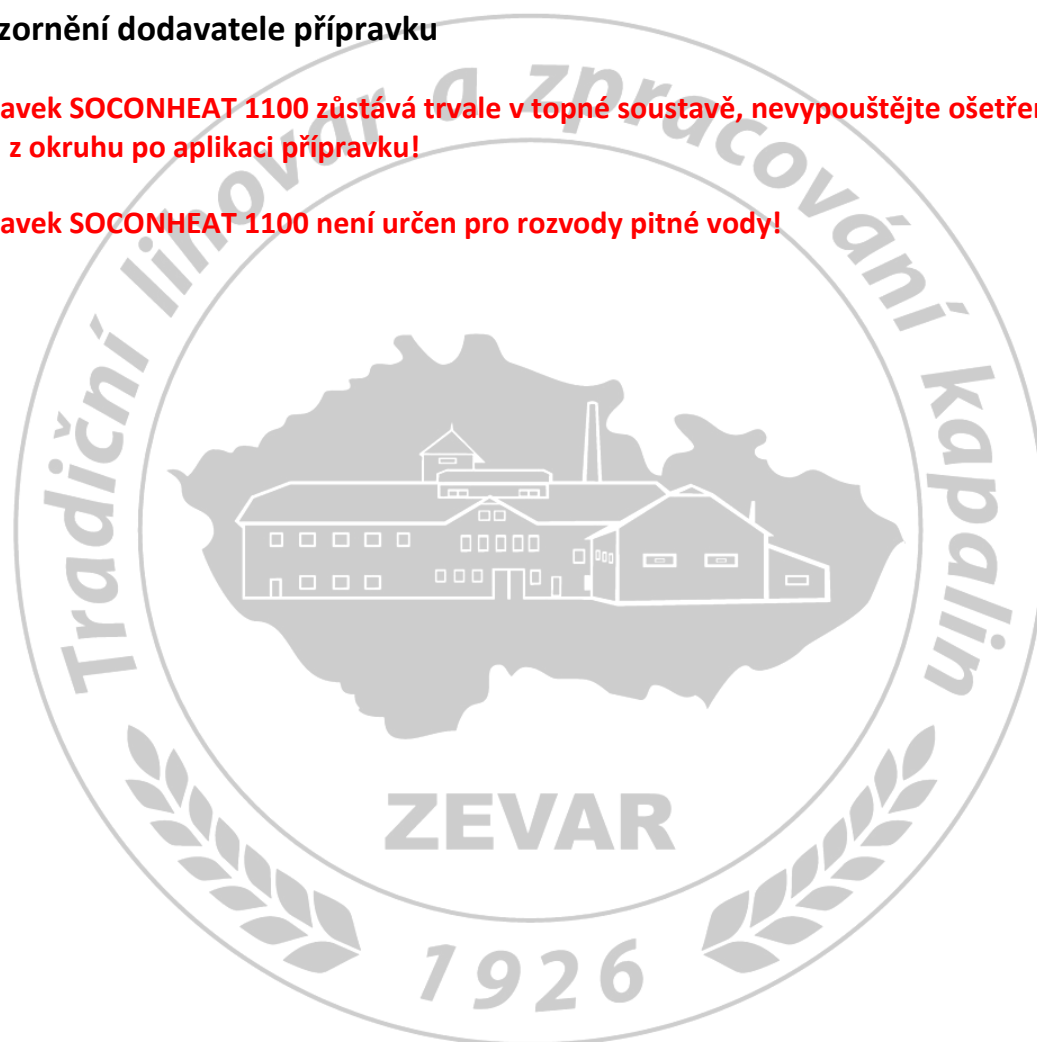 zornění dodavatele přípravku
avek SOCONHEAT 1100 zůstává trvale v topné soustavě, nevypouštějte ošetřen
z okruhu po aplikaci přípravku!
avek SOCONHEAT 1100 není určen pro rozvody pitné vody!
Tradiční lihovar a zpracování kapalin
ZEVAR
1926